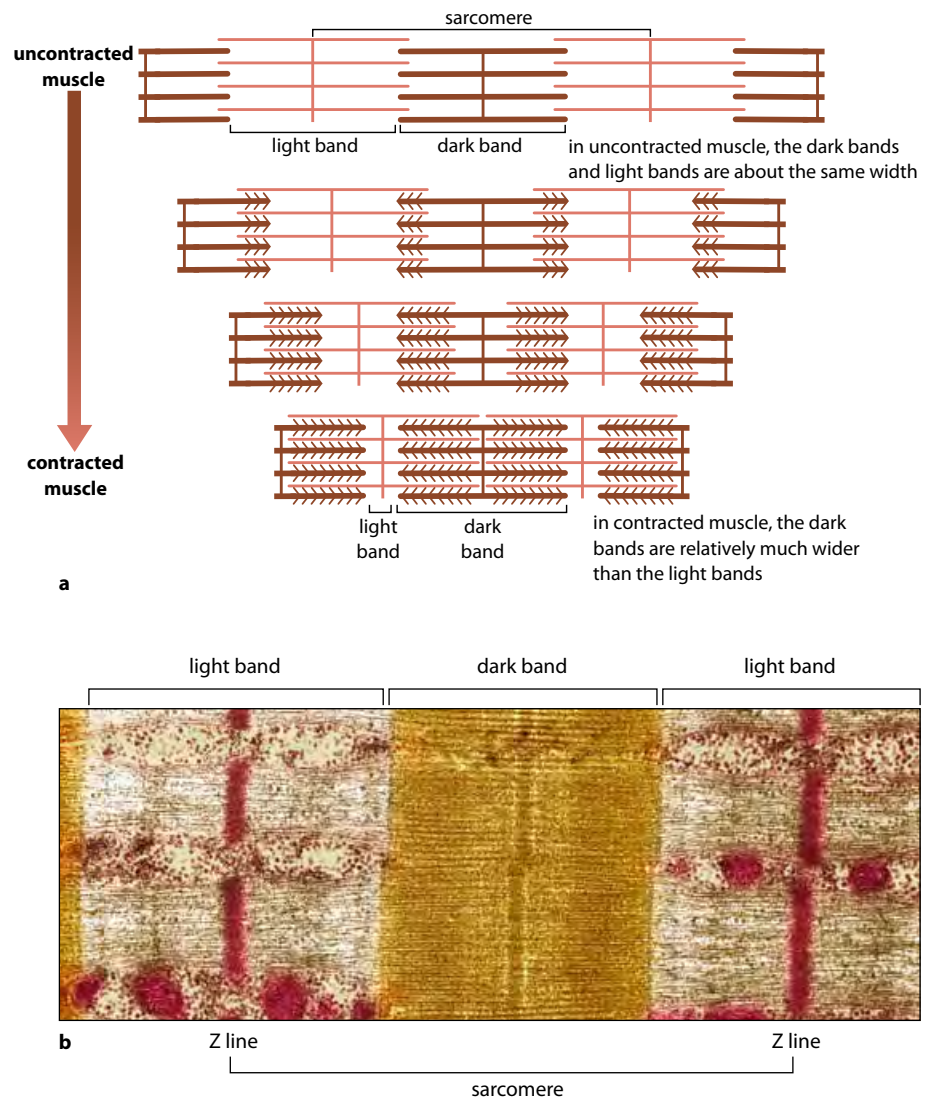 sarcomere
uncontracted
muscle
light band
dark band
in uncontracted muscle, the dark bands
and light bands are about the same width
contracted
muscle
light
band
dark
band
in contracted muscle, the dark
bands are relatively much wider
than the light bands
a
light band
dark band
light band
b
Z line
Z line
sarcomere